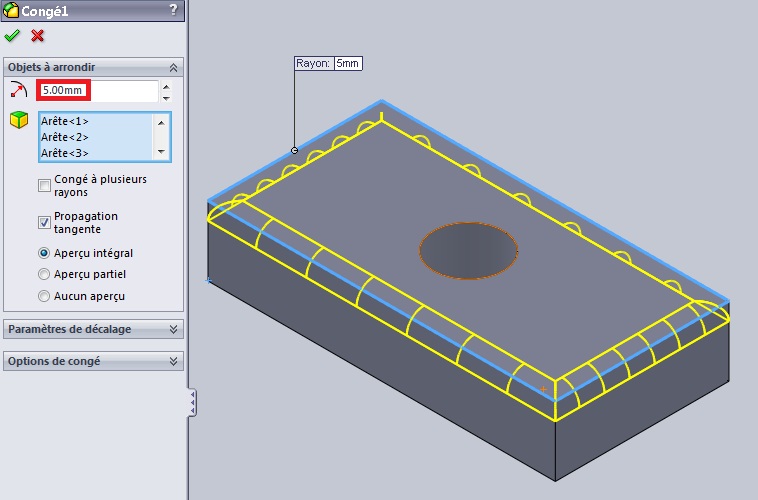 Congé1
?
Objets à arrondir
5.00mm
Arête<1>
Arête<2>
Arête<3>
Congé à plusieurs
rayons
Propagation
tangente
Aperçu intégral
Aperçu partiel
Aucun aperçu
Paramètres de décalage
Options de congé
Rayon: 5mm